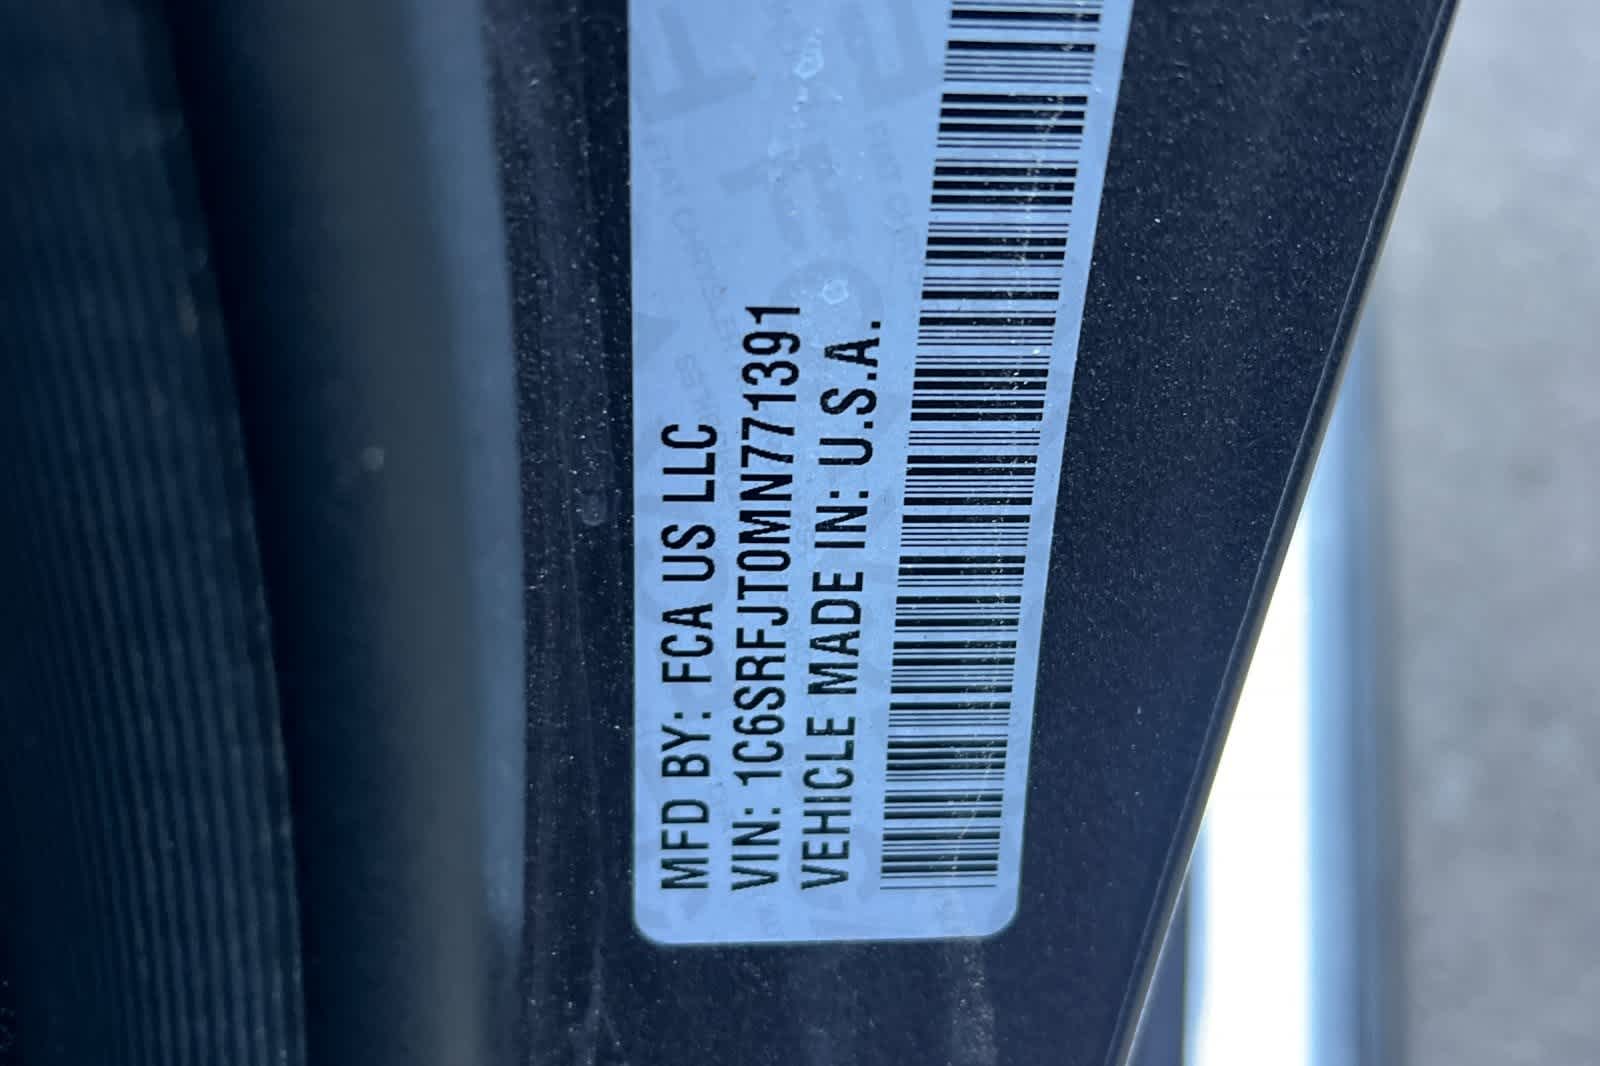 MFD BY: FCA US LLC
VIN: 1C6SRFJT0MN771391
VEHICLE MADE IN: U.S.A.